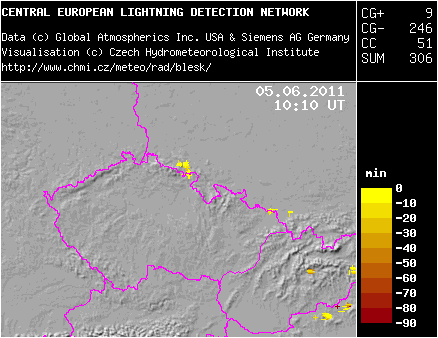 CENTRAL EUROPEAN LIGHTNING DETECTION NETWORK
Data (c) Global Atmospherics Inc. USA & Siemens AG Germany
Visualisation (c) Czech Hydrometeorological Institute
http://www.chmi.cz/meteo/rad/blesk/
CG+ 9
CG- 246
CC 51
SUM 306
05.06.2011
10:10 UT
min
0
-10
-20
-30
-40
-50
-60
-70
-80
-90